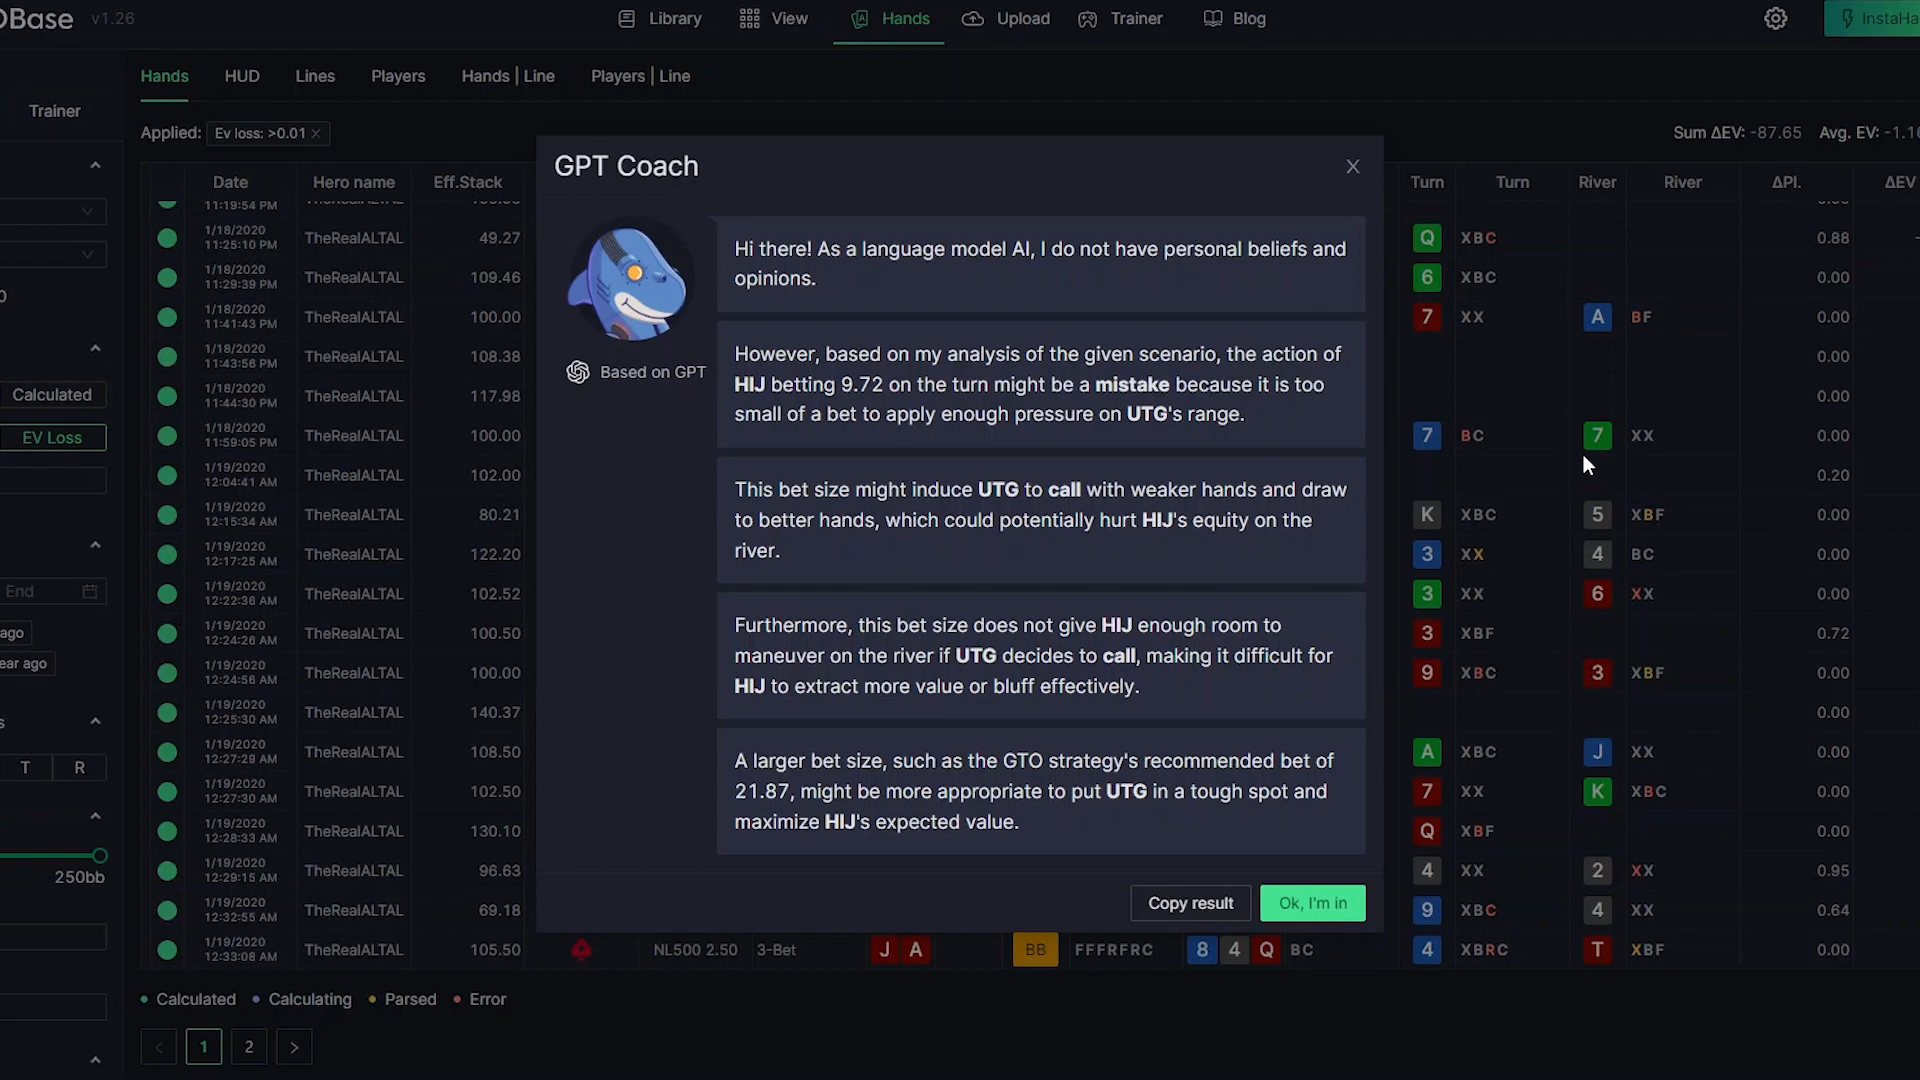 Base v1.26
Library
View
Hands
Upload
Trainer
Blog
Hands
HUD
Lines
Players
Hands | Line
Players | Line
Trainer
Applied: Ev loss: >0.01
Sum ΔEV: -87.65 Avg. EV:
Date
Hero name
Eff.Stack
Turn
Turn
River
River
ΔPl.
ΔEV
11:19:54 PM
1/18/2020
11:25:10 PM
TheRealALTAL 49.27 Q XBC 0.88
1/18/2020
11:29:39 PM
TheRealALTAL 109.46 6 XBC 0.00
1/18/2020
11:41:43 PM
TheRealALTAL 100.00 7 XX A BF 0.00
1/18/2020
11:43:56 PM
TheRealALTAL 108.38 0.00
1/18/2020
11:44:30 PM
TheRealALTAL 117.98 0.00
1/18/2020
11:59:05 PM
TheRealALTAL 100.00 7 BC 7 XX 0.00
1/19/2020
12:04:41 AM
TheRealALTAL 102.00 0.20
1/19/2020
12:15:34 AM
TheRealALTAL 80.21 K XBC 5 XBF 0.00
1/19/2020
12:17:25 AM
TheRealALTAL 122.20 3 XX 4 BC 0.00
1/19/2020
12:22:36 AM
TheRealALTAL 102.52 3 XX 6 XX 0.00
1/19/2020
12:24:26 AM
TheRealALTAL 100.50 3 XBF 0.72
1/19/2020
12:24:56 AM
TheRealALTAL 100.00 9 XBC 3 XBF 0.00
1/19/2020
12:25:30 AM
TheRealALTAL 140.37 0.00
1/19/2020
12:27:29 AM
TheRealALTAL 108.50 A XBC J XX 0.00
1/19/2020
12:27:30 AM
TheRealALTAL 102.50 7 XX K XBC 0.00
1/19/2020
12:28:33 AM
TheRealALTAL 130.10 Q XBF 0.00
1/19/2020
12:29:15 AM
TheRealALTAL 96.63 4 XX 2 XX 0.95
1/19/2020
12:32:55 AM
TheRealALTAL 69.18 9 XBC 4 XX 0.64
1/19/2020
12:33:08 AM
TheRealALTAL 105.50 NL500 2.50 3-Bet J A BB FFFRFRC 8 4 Q BC 4 XBRC T XBF 0.00
Calculated
EV Loss
End
ago
ear ago
T R
250bb
GPT Coach
X
Based on GPT
Hi there! As a language model AI, I do not have personal beliefs and
opinions.
However, based on my analysis of the given scenario, the action of
HIJ betting 9.72 on the turn might be a mistake because it is too
small of a bet to apply enough pressure on UTG's range.
This bet size might induce UTG to call with weaker hands and draw
to better hands, which could potentially hurt HIJ's equity on the
river.
Furthermore, this bet size does not give HIJ enough room to
maneuver on the river if UTG decides to call, making it difficult for
HIJ to extract more value or bluff effectively.
A larger bet size, such as the GTO strategy's recommended bet of
21.87, might be more appropriate to put UTG in a tough spot and
maximize HIJ's expected value.
Copy result
Ok, I'm in
Calculated
Calculating
Parsed
Error
< 1 2 >